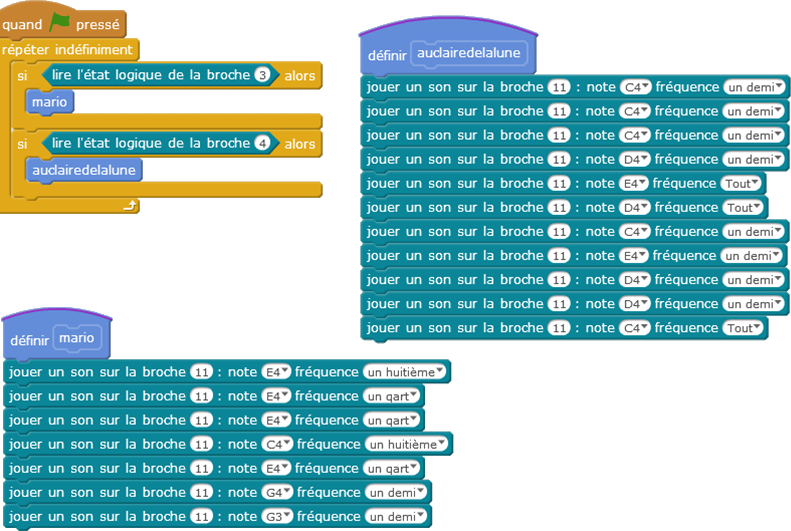 quand pressé
répéter indéfiniment
si lire l'état logique de la broche 3 alors
mario
si lire l'état logique de la broche 4 alors
auclairedelalune
définir auclairedelalune
jouer un son sur la broche 11 : note C4 fréquence un demi
jouer un son sur la broche 11 : note C4 fréquence un demi
jouer un son sur la broche 11 : note C4 fréquence un demi
jouer un son sur la broche 11 : note D4 fréquence un demi
jouer un son sur la broche 11 : note E4 fréquence Tout
jouer un son sur la broche 11 : note D4 fréquence Tout
jouer un son sur la broche 11 : note C4 fréquence un demi
jouer un son sur la broche 11 : note E4 fréquence un demi
jouer un son sur la broche 11 : note D4 fréquence un demi
jouer un son sur la broche 11 : note D4 fréquence un demi
jouer un son sur la broche 11 : note C4 fréquence Tout
définir mario
jouer un son sur la broche 11 : note E4 fréquence un huitième
jouer un son sur la broche 11 : note E4 fréquence un qart
jouer un son sur la broche 11 : note E4 fréquence un qart
jouer un son sur la broche 11 : note C4 fréquence un huitième
jouer un son sur la broche 11 : note E4 fréquence un qart
jouer un son sur la broche 11 : note G4 fréquence un demi
jouer un son sur la broche 11 : note G3 fréquence un demi